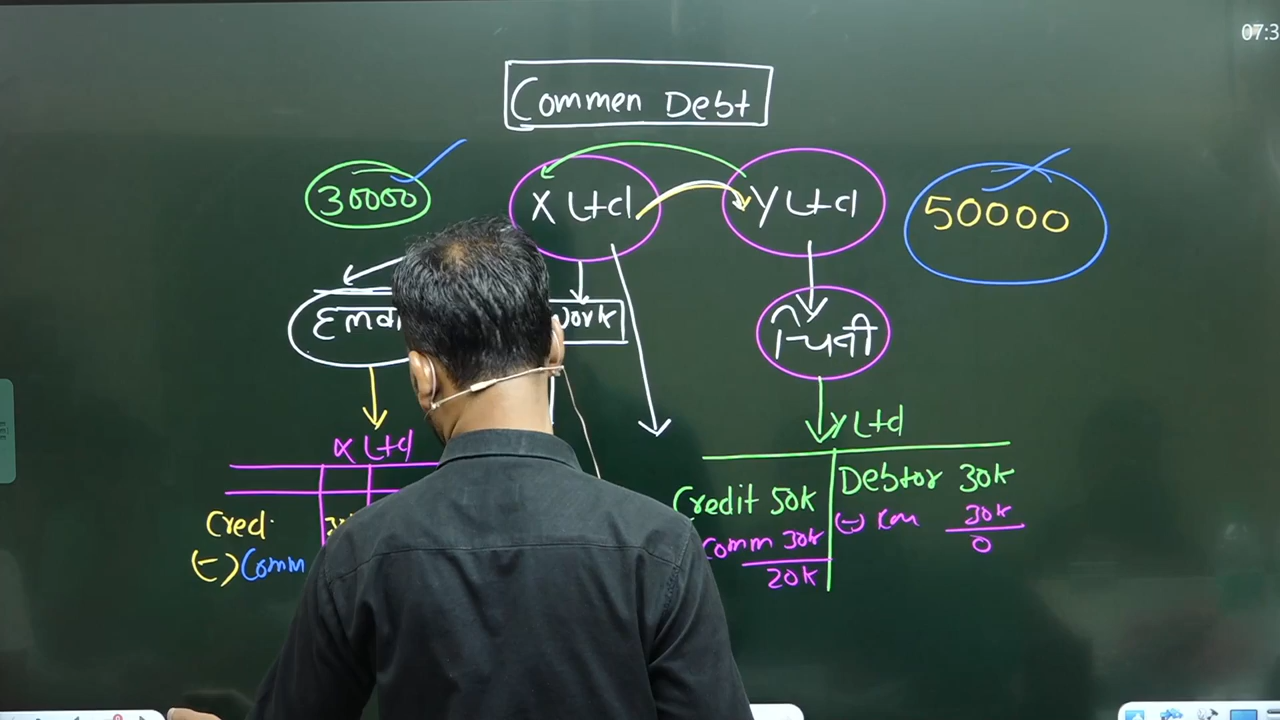 07:3
Commen Debt
30000 X Ltd Y Ltd 50000
work
X Ltd Y Ltd
Credit 50k Debtor 30k
Cred
(-) 30k
(-) Comm Comm 30k 0
20k